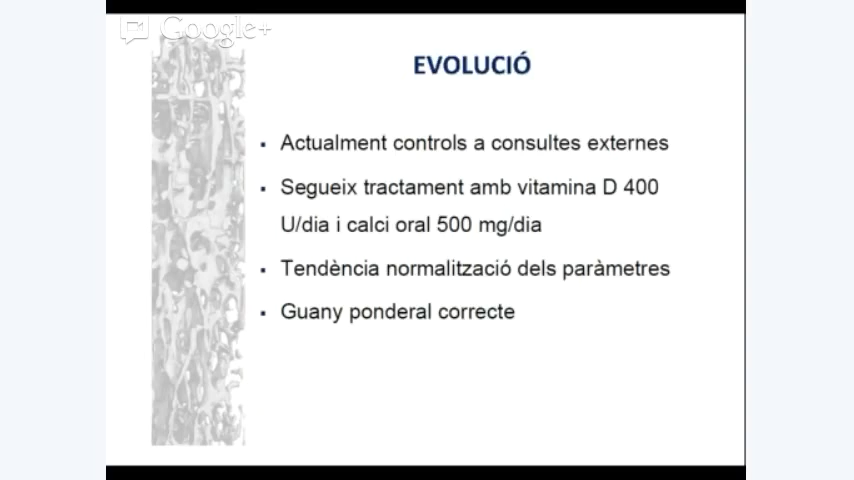 Google+
EVOLUCIÓ
▪ Actualment controls a consultes externes
▪ Segueix tractament amb vitamina D 400
U/dia i calci oral 500 mg/dia
▪ Tendència normalització dels paràmetres
▪ Guany ponderal correcte